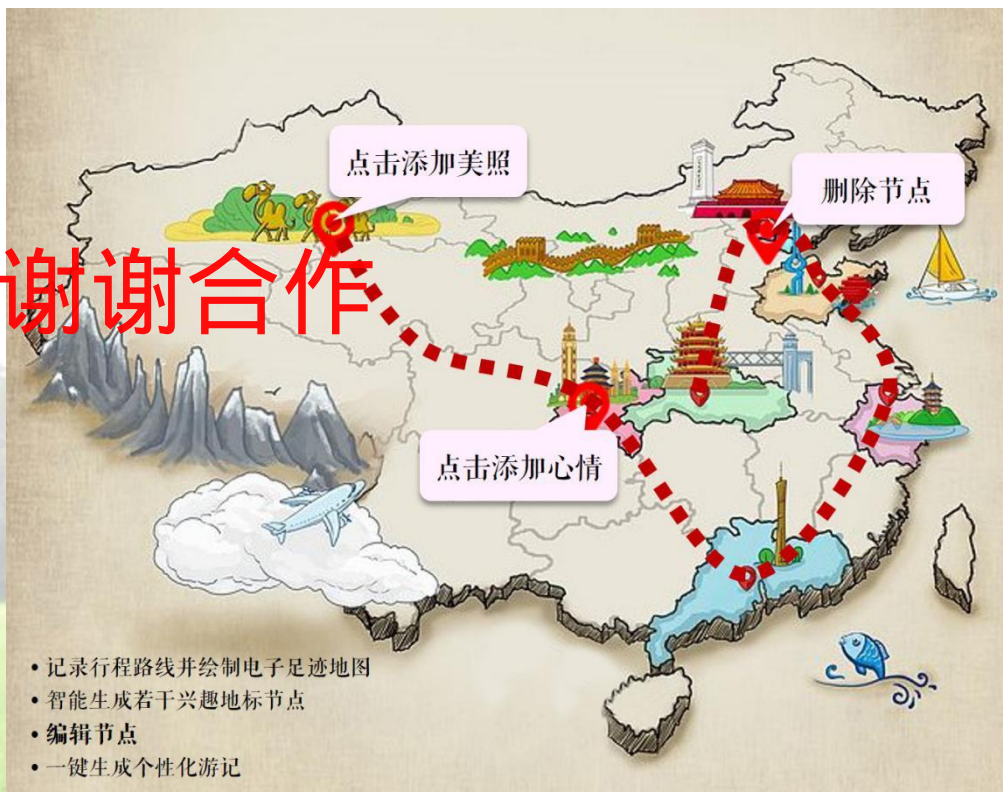 点击添加美照
删除节点
谢谢合作
点击添加心情
• 记录行程路线并绘制电子足迹地图
• 智能生成若干兴趣地标节点
• 编辑节点
• 一键生成个性化游记